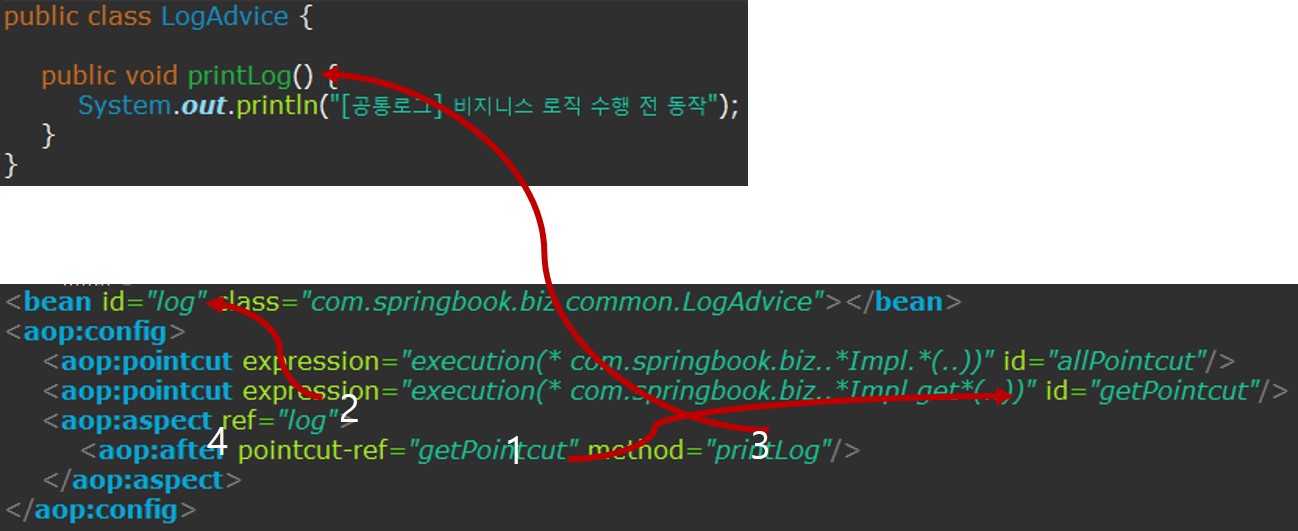 public class LogAdvice {
public void printLog() {
System.out.println("[공통로그] 비지니스 로직 수행 전 동작");
}
}
<bean id="log" class="com.springbook.biz.common.LogAdvice"></bean>
<aop:config>
<aop:pointcut expression="execution(* com.springbook.biz..*Impl.*(..))" id="allPointcut"/>
<aop:pointcut expression="execution(* com.springbook.biz..*Impl.get*(..))" id="getPointcut"/>
2
<aop:aspect ref="log">
4
1
3
<aop:after pointcut-ref="getPointcut" method="printLog"/>
</aop:aspect>
</aop:config>